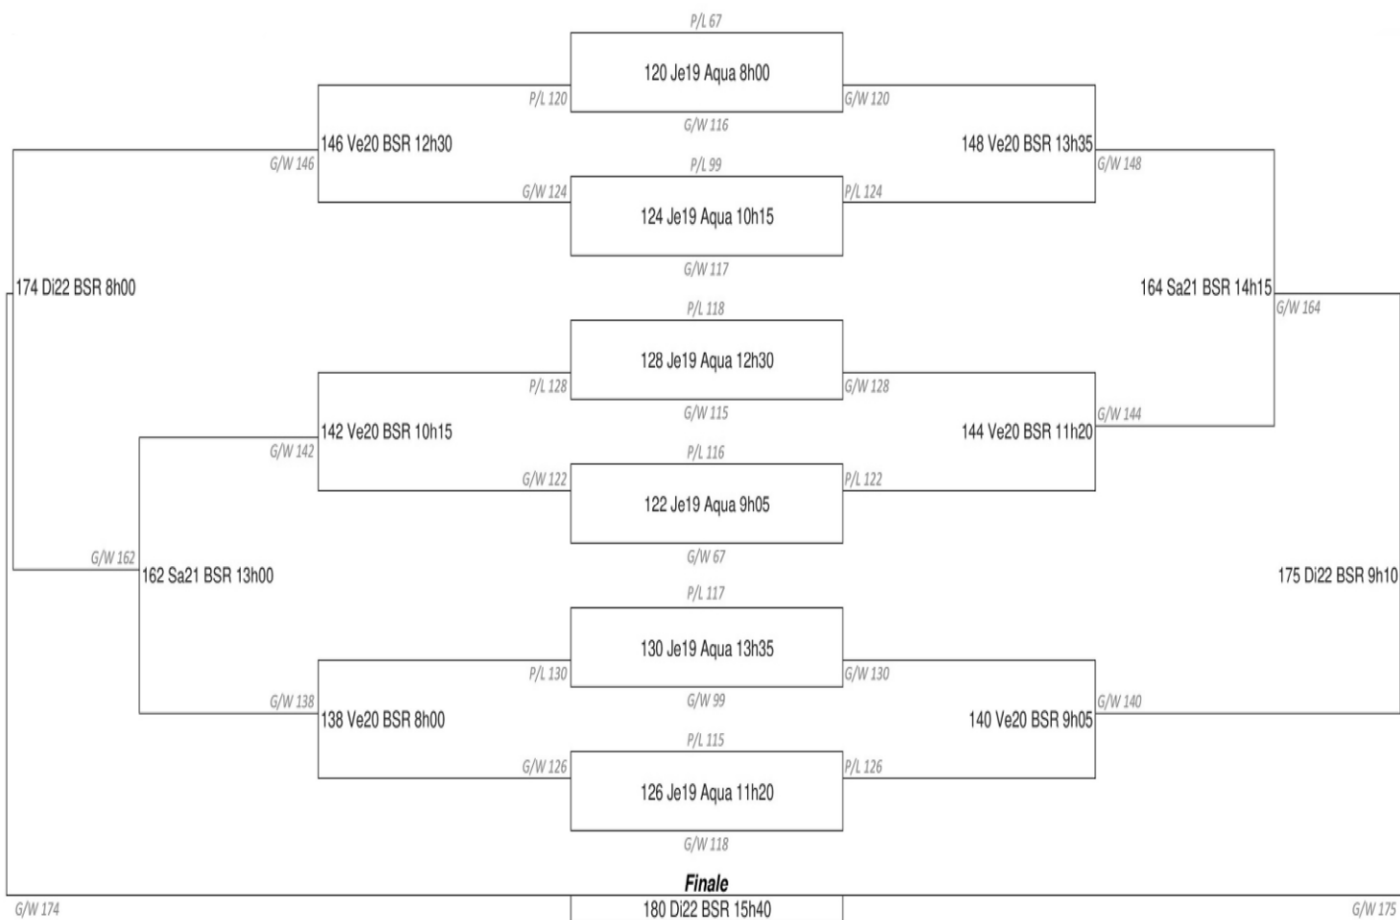 P/L 67
120 Je19 Aqua 8h00
P/L 120
G/W 120
G/W 116
146 Ve20 BSR 12h30
148 Ve20 BSR 13h35
G/W 146
G/W 148
P/L 99
G/W 124
P/L 124
124 Je19 Aqua 10h15
G/W 117
174 Di22 BSR 8h00
164 Sa21 BSR 14h15
P/L 118
G/W 164
128 Je19 Aqua 12h30
P/L 128
G/W 128
G/W 115
G/W 144
142 Ve20 BSR 10h15
144 Ve20 BSR 11h20
G/W 142
P/L 116
G/W 122
P/L 122
122 Je19 Aqua 9h05
G/W 67
G/W 162
162 Sa21 BSR 13h00
175 Di22 BSR 9h10
P/L 117
130 Je19 Aqua 13h35
P/L 130
G/W 130
G/W 99
G/W 138
G/W 140
138 Ve20 BSR 8h00
140 Ve20 BSR 9h05
P/L 115
G/W 126
P/L 126
126 Je19 Aqua 11h20
G/W 118
Finale
G/W 174
180 Di22 BSR 15h40
G/W 175